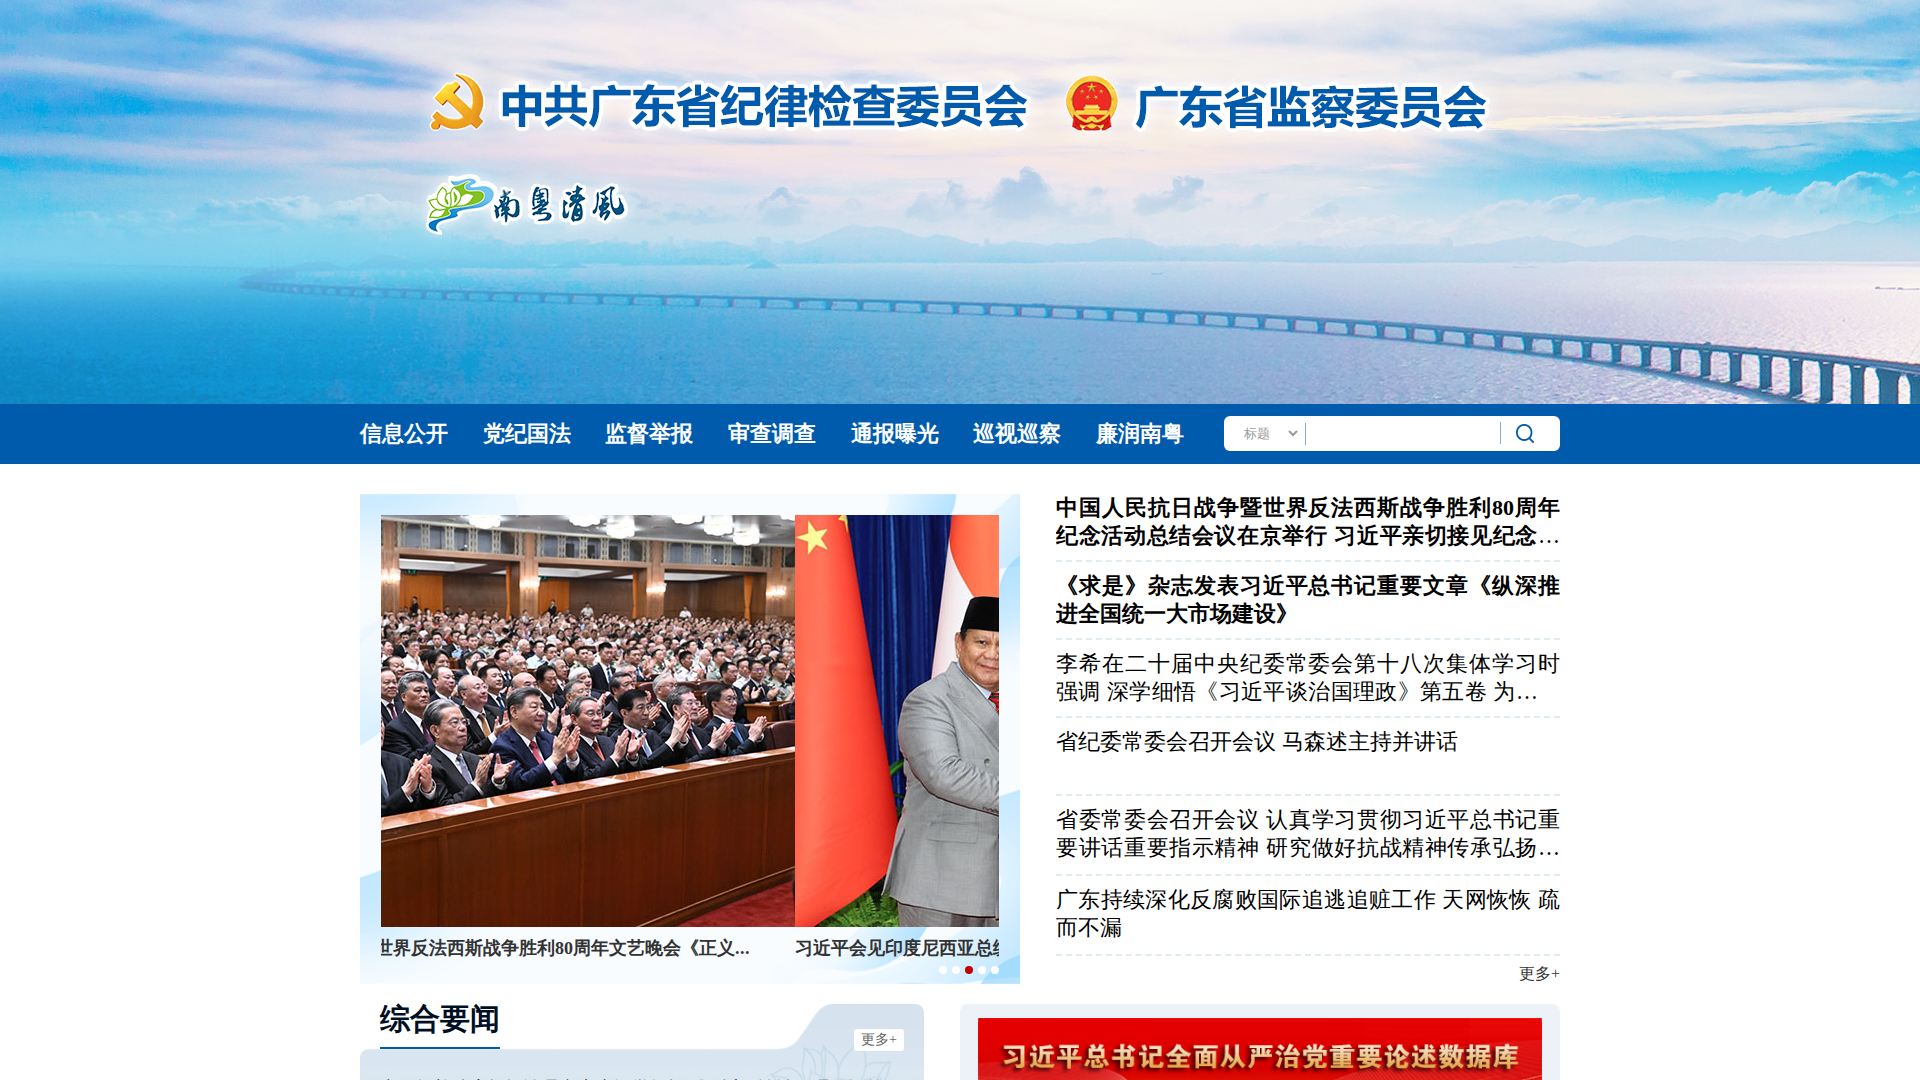 中共广东省纪律检查委员会 广东省监察委员会
南粤清风
信息公开 党纪国法 监督举报 审查调查 通报曝光 巡视巡察 廉润南粤 标题
世界反法西斯战争胜利80周年文艺晚会《正义...
习近平会见印度尼西亚总
中国人民抗日战争暨世界反法西斯战争胜利80周年
纪念活动总结会议在京举行 习近平亲切接见纪念…
《求是》杂志发表习近平总书记重要文章《纵深推
进全国统一大市场建设》
李希在二十届中央纪委常委会第十八次集体学习时
强调 深学细悟《习近平谈治国理政》第五卷 为…
省纪委常委会召开会议 马森述主持并讲话
省委常委会召开会议 认真学习贯彻习近平总书记重
要讲话重要指示精神 研究做好抗战精神传承弘扬…
广东持续深化反腐败国际追逃追赃工作 天网恢恢 疏
而不漏
更多+
综合要闻
更多+
习近平总书记全面从严治党重要论述数据库